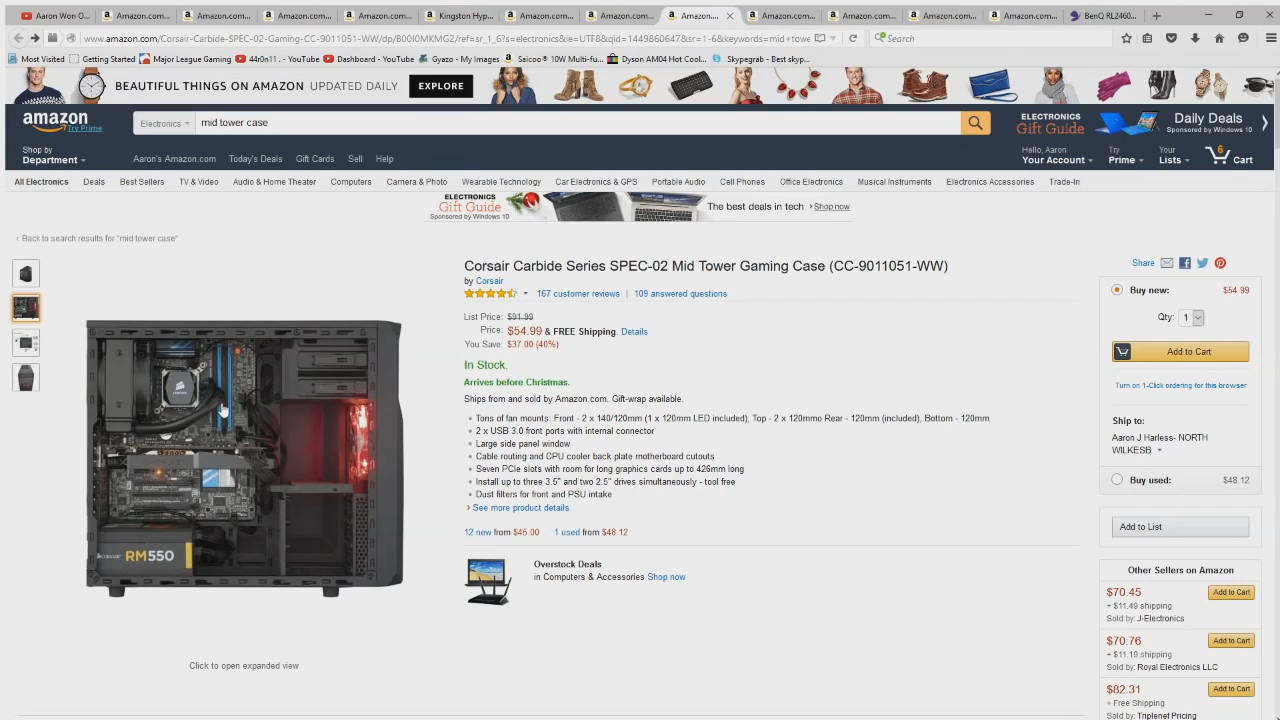 Aaron Won O...
Amazon.com...
Amazon.com...
Amazon.com...
Amazon.com...
Kingston Hyp...
Amazon.com...
Amazon.com...
Amazon....
Amazon.com...
Amazon.com...
Amazon.com...
Amazon.com...
BenQ RL2460...
www.amazon.com/Corsair-Carbide-SPEC-02-Gaming-CC-9011051-WW/dp/B00I0MKMG2/ref=sr_1_6?s=electronics&ie=UTF8&qid=1449860647&sr=1-6&keywords=mid+towe
Search
Most Visited
Getting Started
Major League Gaming
44r0n11 . - YouTube
Dashboard - YouTube
Gyazo - My Images
Saicoo® 10W Multi-fu...
Dyson AM04 Hot Cool...
Skypegrab - Best skyp...
BEAUTIFUL THINGS ON AMAZON UPDATED DAILY EXPLORE
amazon
Try Prime
Electronics
mid tower case
ELECTRONICS
Gift Guide
Daily Deals
Sponsored by Windows 10
Shop by
Department
Aaron's Amazon.com
Today's Deals
Gift Cards
Sell
Help
Hello, Aaron
Your Account
Try
Prime
Your
Lists
6
Cart
All Electronics
Deals
Best Sellers
TV & Video
Audio & Home Theater
Computers
Camera & Photo
Wearable Technology
Car Electronics & GPS
Portable Audio
Cell Phones
Office Electronics
Musical Instruments
Electronics Accessories
Trade-In
ELECTRONICS
Gift Guide
Sponsored by Windows 10
The best deals in tech › Shop now
‹ Back to search results for "mid tower case"
Corsair Carbide Series SPEC-02 Mid Tower Gaming Case (CC-9011051-WW)
by Corsair
167 customer reviews | 109 answered questions
List Price: $91.99
Price: $54.99 & FREE Shipping. Details
You Save: $37.00 (40%)
In Stock.
Arrives before Christmas.
Ships from and sold by Amazon.com. Gift-wrap available.
• Tons of fan mounts: Front - 2 x 140/120mm (1 x 120mm LED included), Top - 2 x 120mmo Rear - 120mm (included), Bottom - 120mm
• 2 x USB 3.0 front ports with internal connector
• Large side panel window
• Cable routing and CPU cooler back plate motherboard cutouts
• Seven PCIe slots with room for long graphics cards up to 426mm long
• Install up to three 3.5" and two 2.5" drives simultaneously - tool free
• Dust filters for front and PSU intake
› See more product details
12 new from $45.00
1 used from $48.12
Overstock Deals
in Computers & Accessories Shop now
RM550
Click to open expanded view
Share
Buy new: $54.99
Qty: 1
Add to Cart
Turn on 1-Click ordering for this browser
Ship to:
Aaron J Harless- NORTH
WILKESB
Buy used: $48.12
Add to List
Other Sellers on Amazon
$70.45 Add to Cart
+ $11.49 shipping
Sold by: J-Electronics
$70.76 Add to Cart
+ $11.19 shipping
Sold by: Royal Electronics LLC
$82.31 Add to Cart
+ Free Shipping
Sold by: Triplenet Pricing